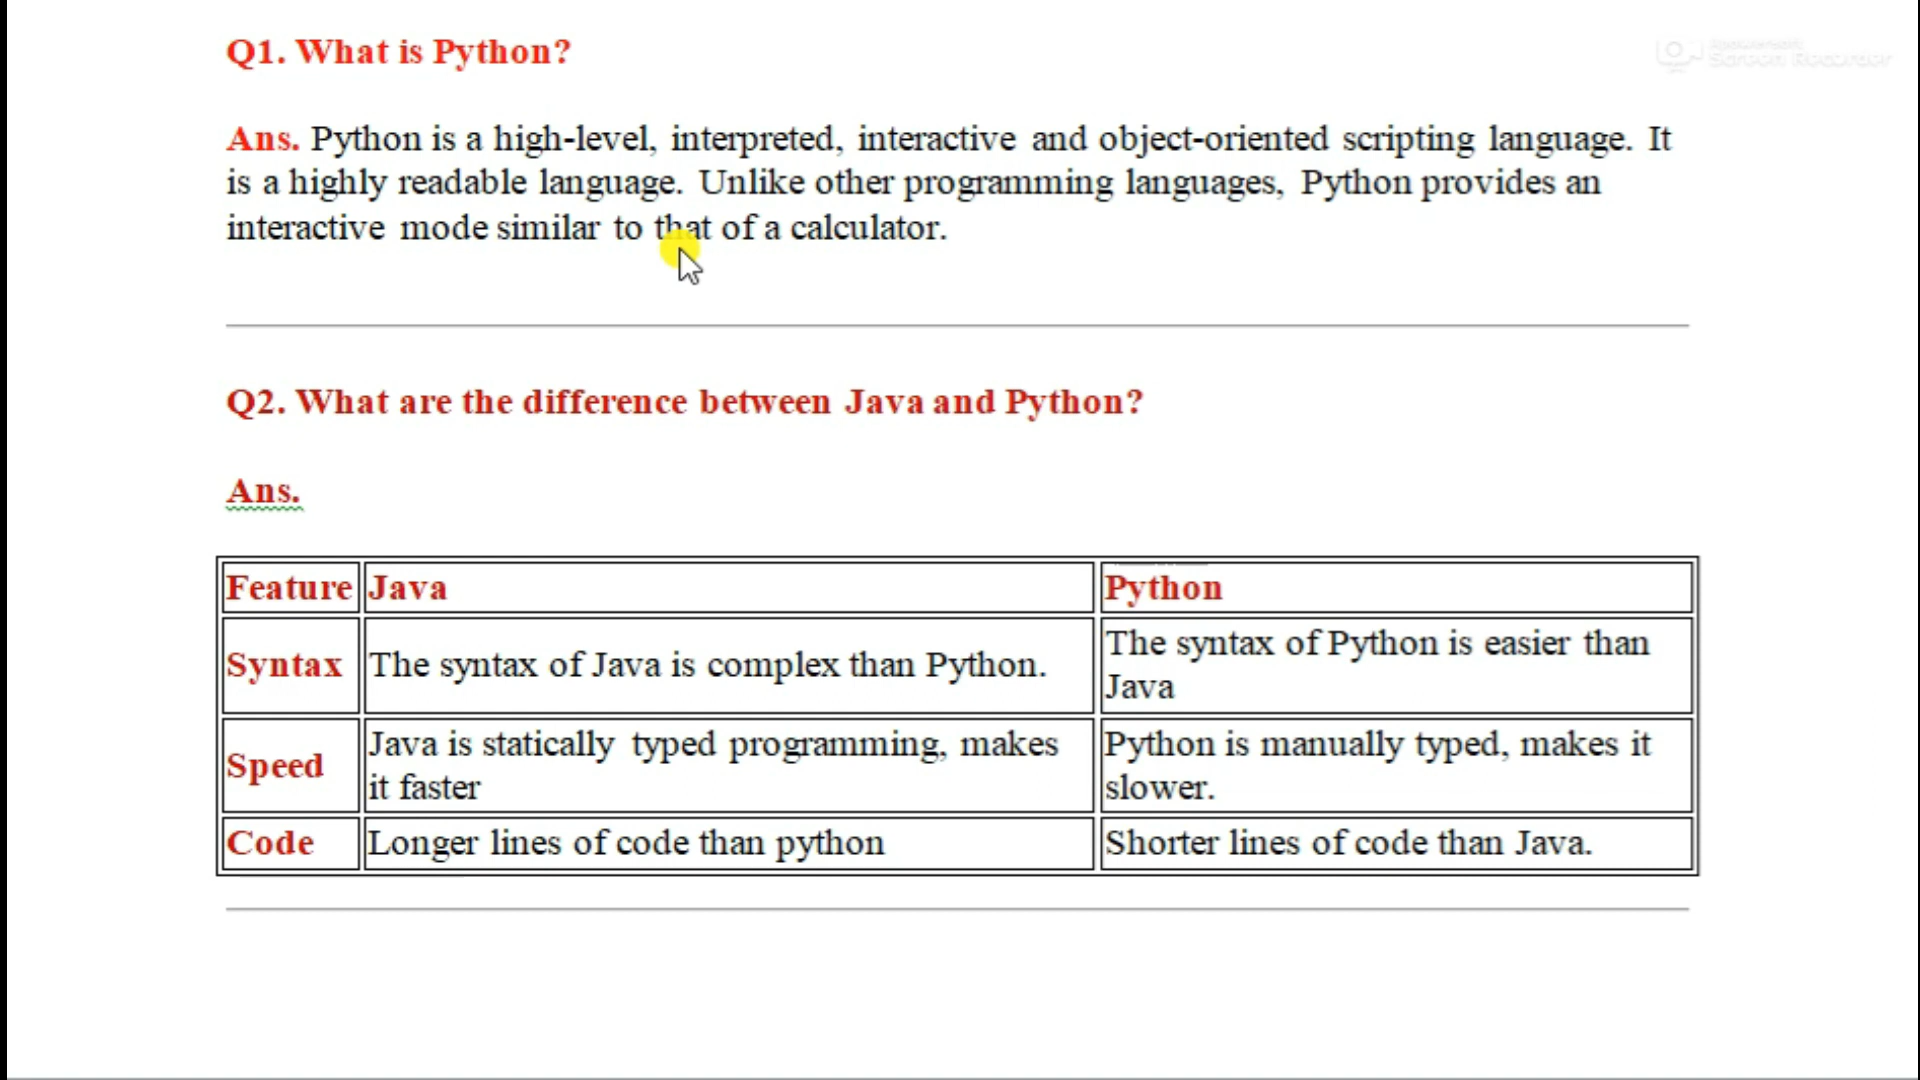 Q1. What is Python?
Screen Recorder
Ans. Python is a high-level, interpreted, interactive and object-oriented scripting language. It
is a highly readable language. Unlike other programming languages, Python provides an
interactive mode similar to that of a calculator.
Q2. What are the difference between Java and Python?
Ans.
Feature Java Python
Syntax The syntax of Java is complex than Python. The syntax of Python is easier than
Java
Speed Java is statically typed programming, makes
it faster
Python is manually typed, makes it
slower.
Code Longer lines of code than python Shorter lines of code than Java.